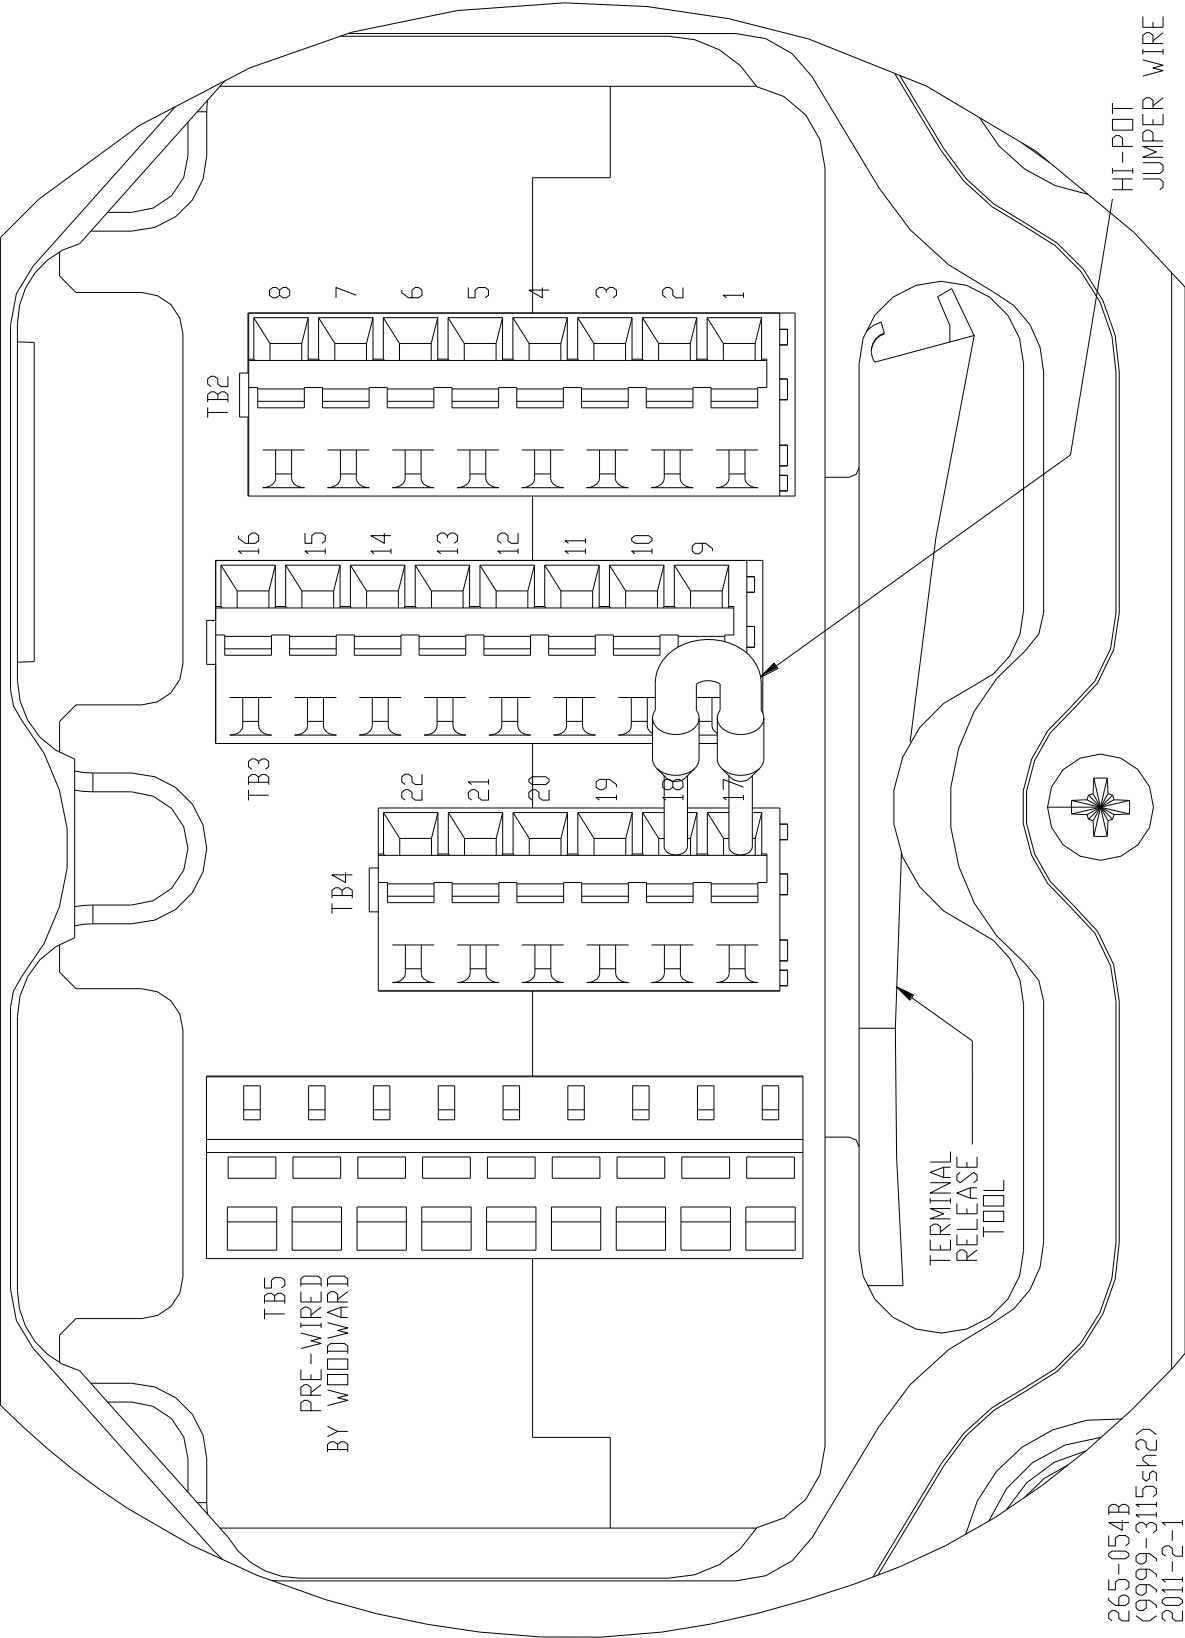 HI-POT
JUMPER WIRE
TB2
8
7
6
5
4
3
2
1
TB3
16
15
14
13
12
11
10
9
TB4
22
21
20
19
18
17
TB5
PRE-WIRED
BY WOODWARD
TERMINAL
RELEASE
TOOL
265-054B
(9999-3115sh2)
2011-2-1